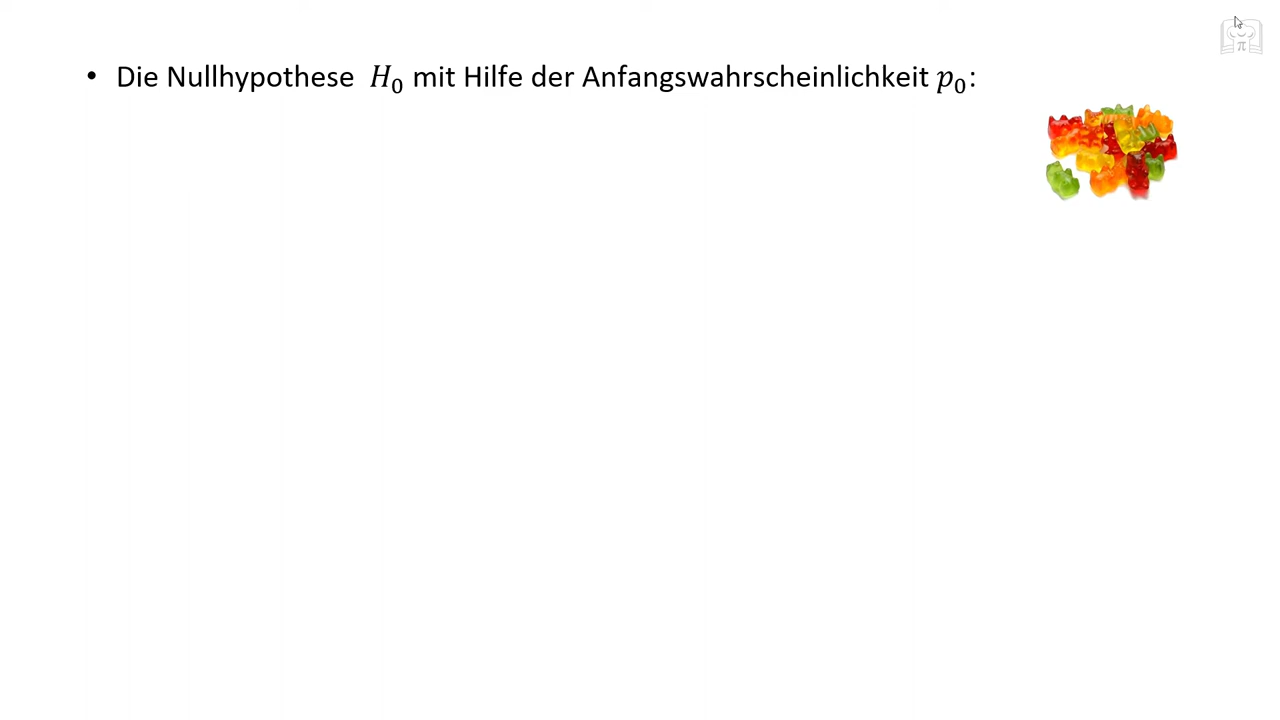 • Die Nullhypothese H₀ mit Hilfe der Anfangswahrscheinlichkeit p₀:
π